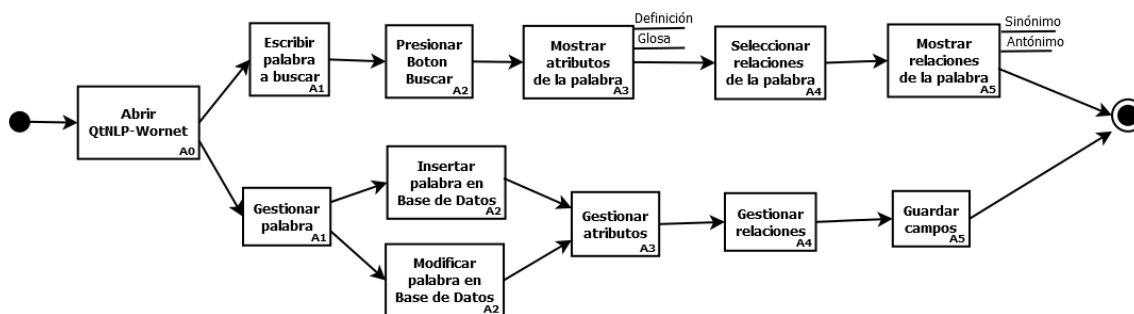 Abrir
QtNLP-Wornet
A0
Escribir
palabra
a buscar
A1
Presionar
Boton
Buscar
A2
Mostrar
atributos
de la palabra
A3
Definición
Glosa
Seleccionar
relaciones
de la palabra
A4
Mostrar
relaciones
de la palabra
A5
Sinónimo
Antónimo
Gestionar
palabra
A1
Insertar
palabra en
Base de Datos
A2
Modificar
palabra en
Base de Datos
A2
Gestionar
atributos
A3
Gestionar
relaciones
A4
Guardar
campos
A5